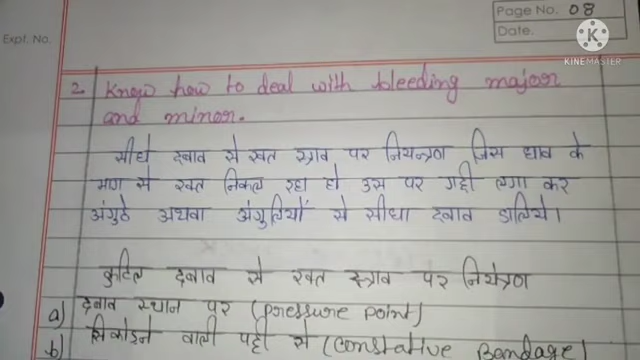 Page No. 08
Date.
Expt. No.
KINEMASTER
2. Know how to deal with bleeding major
and minor.
सीधे दबाव से रक्त स्त्राव पर नियन्त्रण जिस घाव के
भाग से रक्त निकल रहा हो उस पर गद्दी लगा कर
अंगुठे अथवा अंगुलियों से सीधा दबाव डालिये।
कुटिल दबाव से रक्त स्त्राव पर नियंत्रण
a) दबाव स्थान पर (pressure point)
b) सिकोडने वाली पट्टी से (constative Bandage)